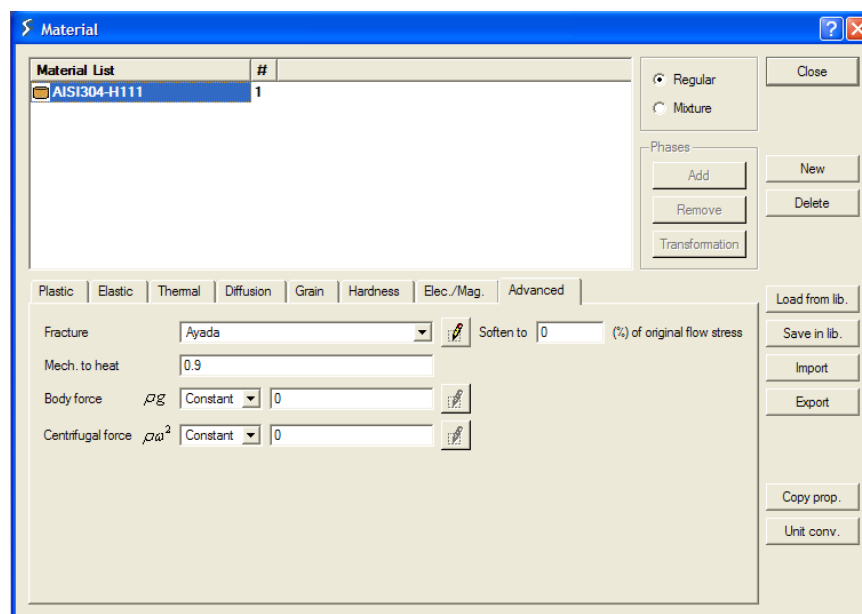 Material
Material List #
AISI304-H111 1
Regular
Mixture
Phases
Add
Remove
Transformation
Close
New
Delete
Load from lib.
Save in lib.
Import
Export
Copy prop.
Unit conv.
Plastic Elastic Thermal Diffusion Grain Hardness Elec./Mag. Advanced
Fracture Ayada Soften to 0 (%) of original flow stress
Mech. to heat 0.9
Body force ρg Constant 0
Centrifugal force ρω² Constant 0